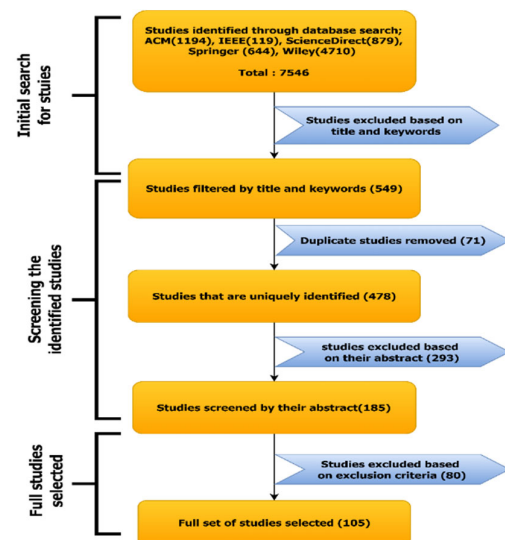 Initial search
for stuies
Studies identified through database search;
ACM(1194), IEEE(119), ScienceDirect(879),
Springer (644), Wiley(4710)
Total : 7546
Studies excluded based on
title and keywords
Screening the
identified studies
Studies filtered by title and keywords (549)
Duplicate studies removed (71)
Studies that are uniquely identified (478)
studies excluded based
on their abstract (293)
Studies screened by their abstract(185)
Full studies
selected
Studies excluded based
on exclusion criteria (80)
Full set of studies selected (105)